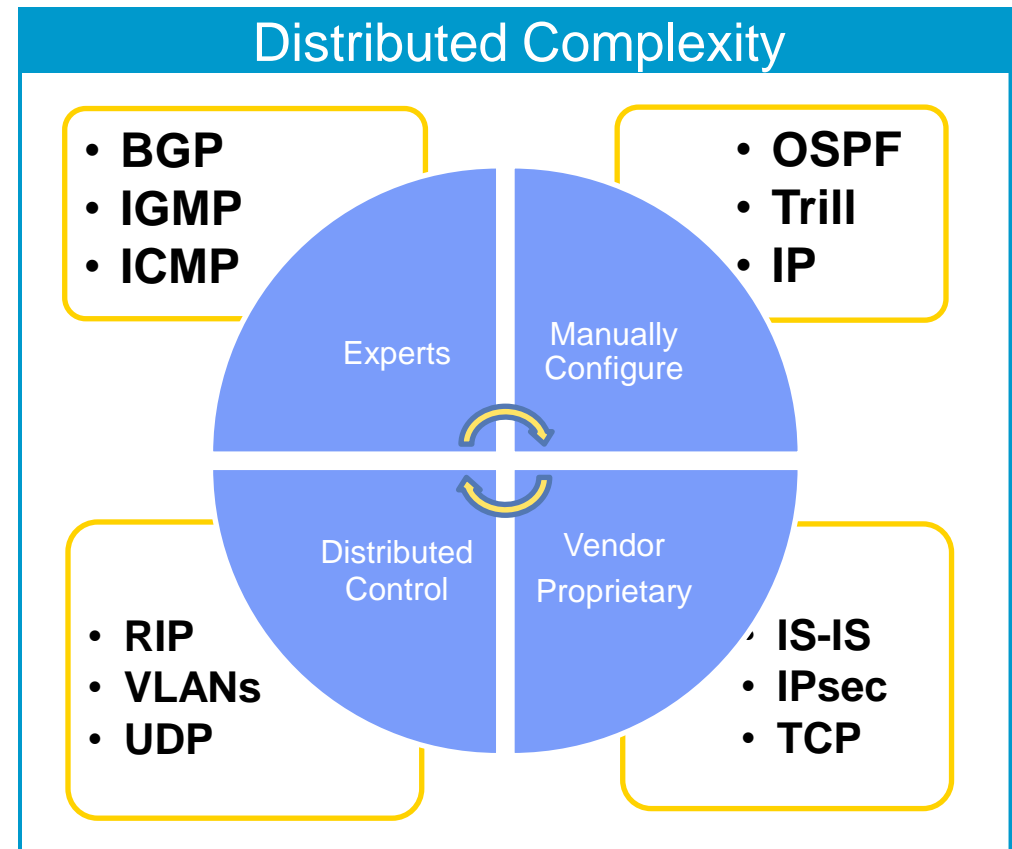 Distributed Complexity
• BGP
• IGMP
• ICMP
• OSPF
• Trill
• IP
Experts
Manually
Configure
Distributed
Control
Vendor
Proprietary
• RIP
• VLANs
• UDP
• IS-IS
• IPsec
• TCP